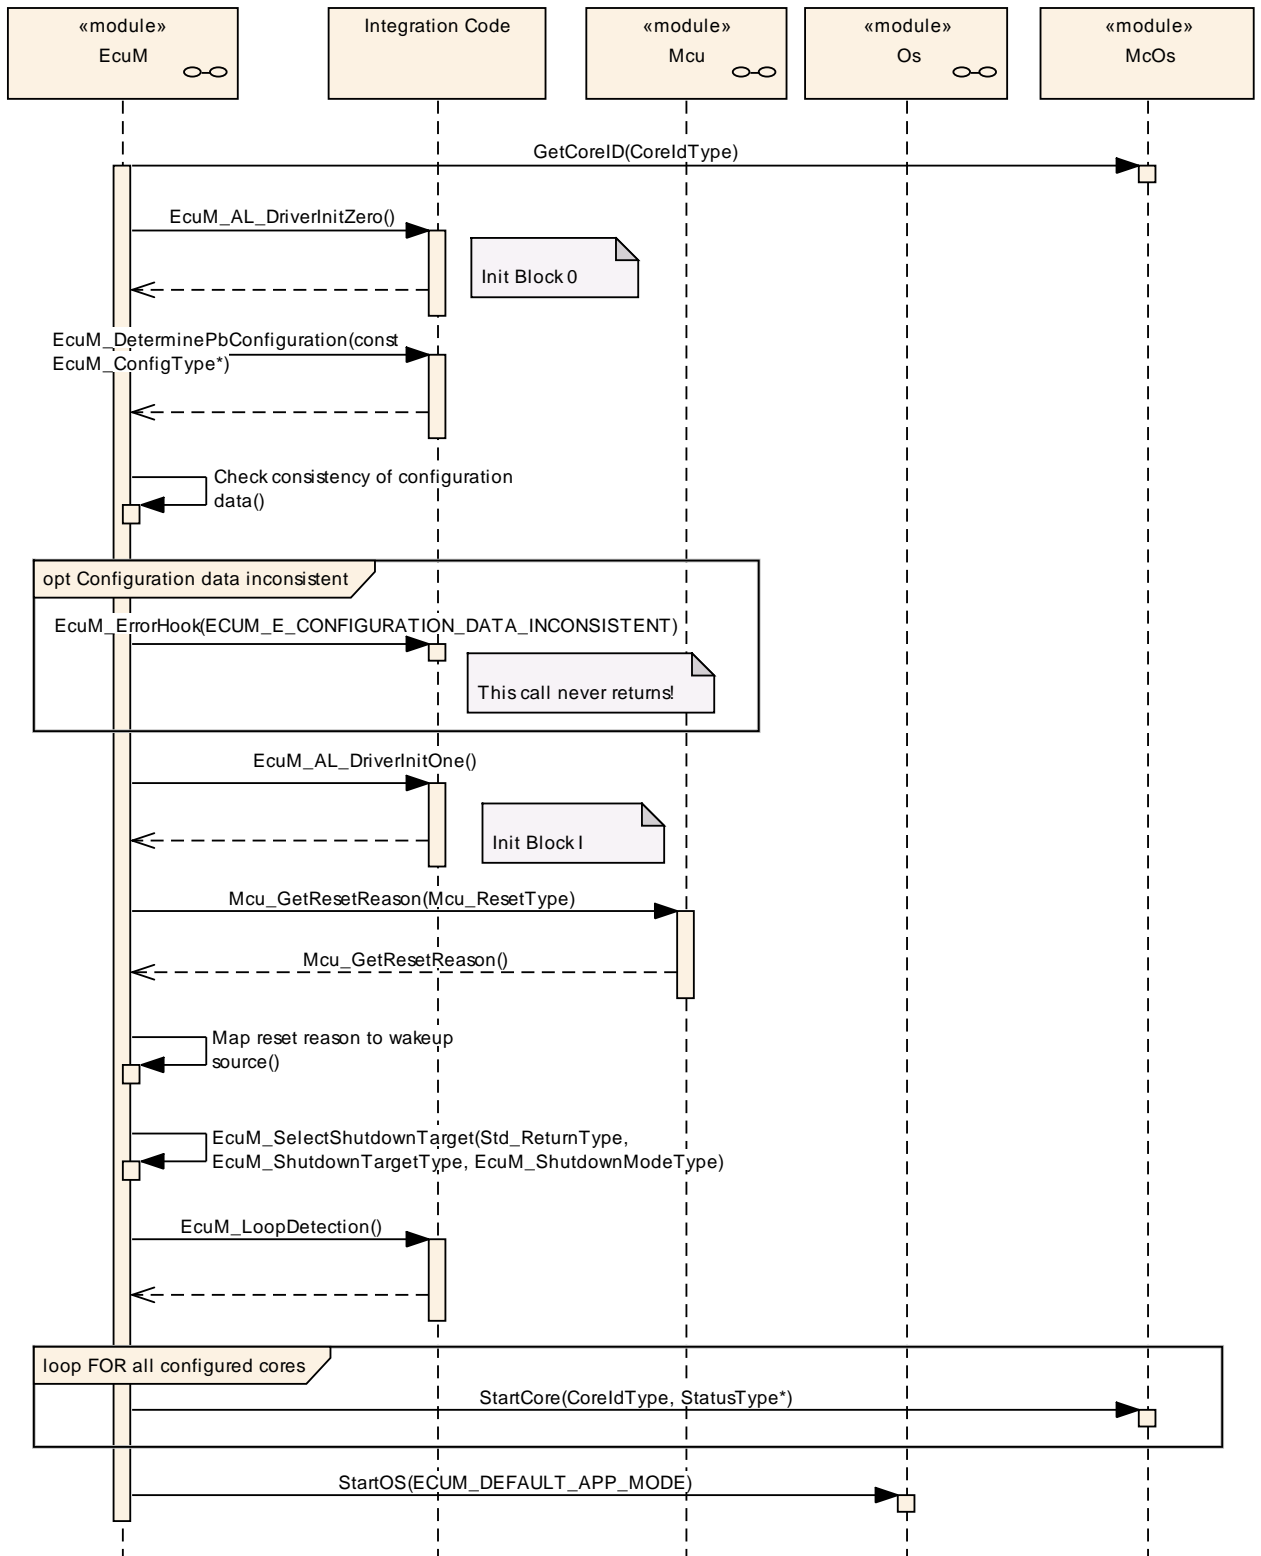 «module»
EcuM
Integration Code
«module»
Mcu
«module»
Os
«module»
McOs
GetCoreID(CoreIdType)
EcuM_AL_DriverInitZero()
Init Block 0
EcuM_DeterminePbConfiguration(const
EcuM_ConfigType*)
Check consistency of configuration
data()
opt Configuration data inconsistent
EcuM_ErrorHook(ECUM_E_CONFIGURATION_DATA_INCONSISTENT)
This call never returns!
EcuM_AL_DriverInitOne()
Init Block I
Mcu_GetResetReason(Mcu_ResetType)
Mcu_GetResetReason()
Map reset reason to wakeup
source()
EcuM_SelectShutdownTarget(Std_ReturnType,
EcuM_ShutdownTargetType, EcuM_ShutdownModeType)
EcuM_LoopDetection()
loop FOR all configured cores
StartCore(CoreIdType, StatusType*)
StartOS(ECUM_DEFAULT_APP_MODE)